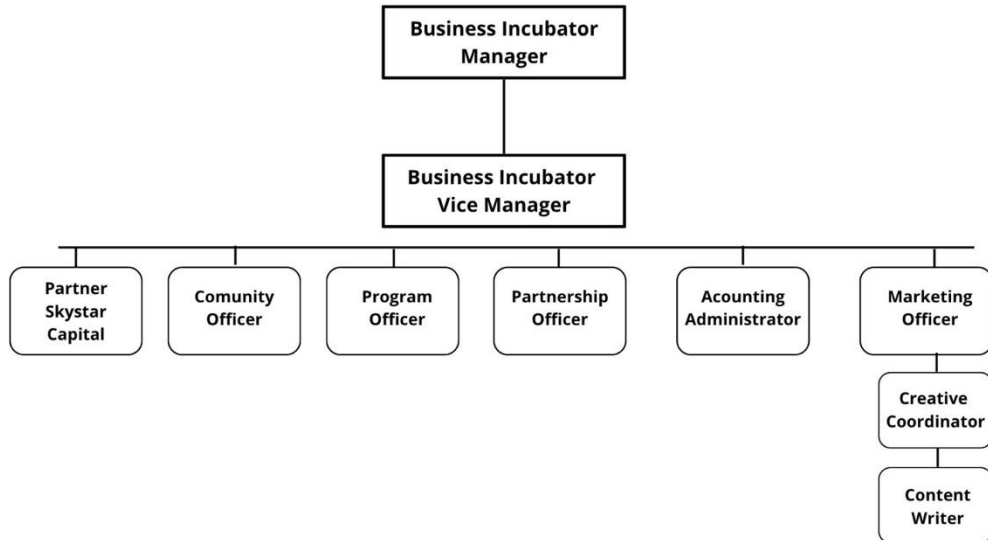 Business Incubator
Manager
Business Incubator
Vice Manager
Partner
Skystar
Capital
Comunity
Officer
Program
Officer
Partnership
Officer
Acounting
Administrator
Marketing
Officer
Creative
Coordinator
Content
Writer